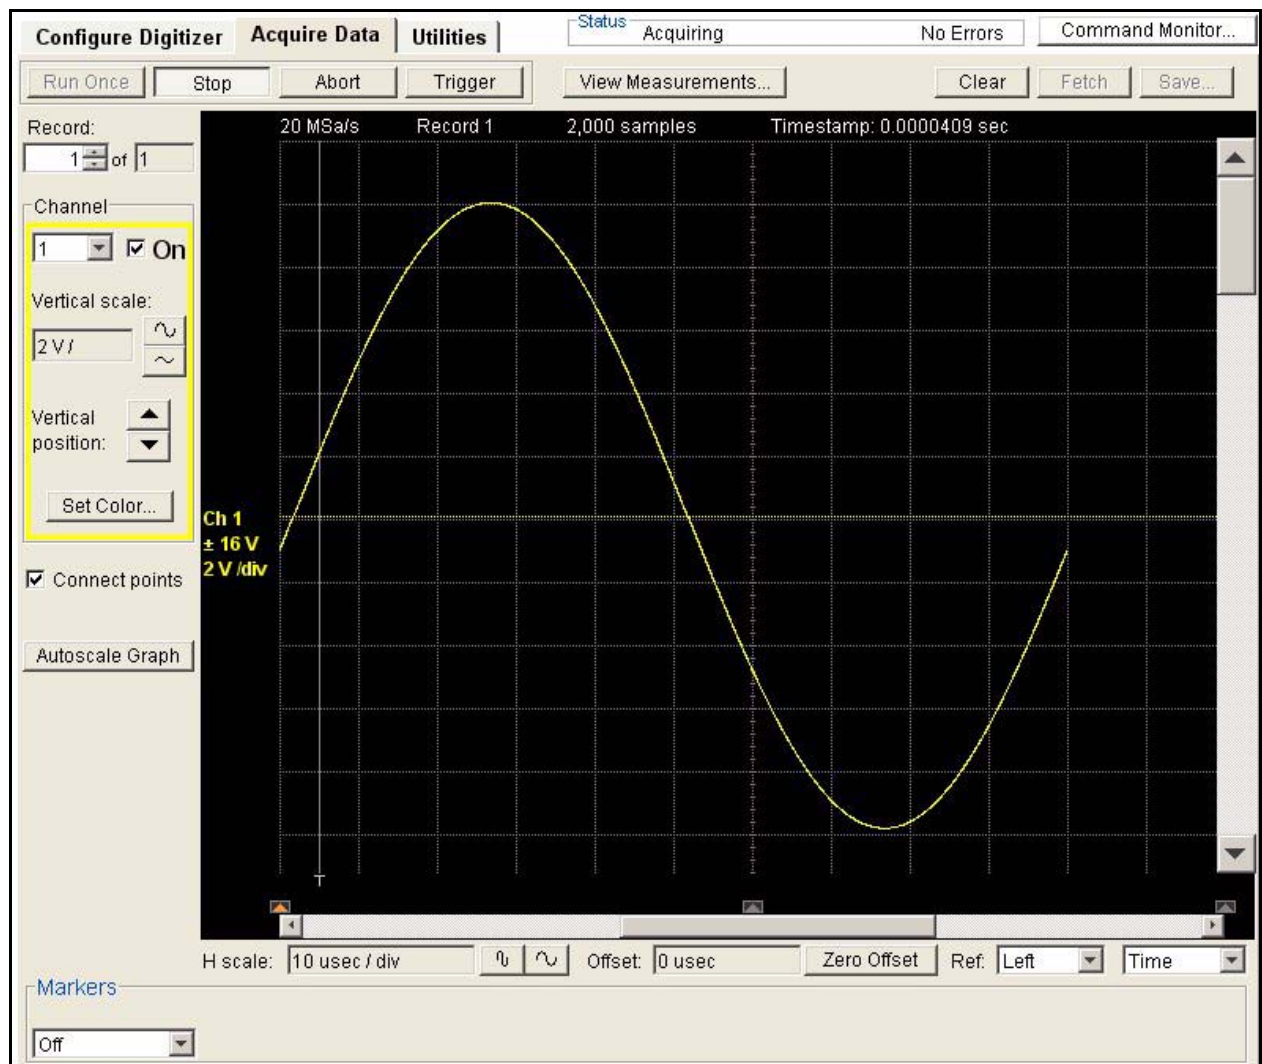 Configure Digitizer Acquire Data Utilities Status Acquiring No Errors Command Monitor...
Run Once Stop Abort Trigger View Measurements... Clear Fetch Save...
Record: 20 MSa/s Record 1 2,000 samples Timestamp: 0.0000409 sec
1 of 1
Channel
1 On
Vertical scale:
2 V /
Vertical
position:
Set Color...
Ch 1
± 16 V
2 V /div
Connect points
Autoscale Graph
T
H scale: 10 usec / div Offset: 0 usec Zero Offset Ref: Left Time
Markers
Off